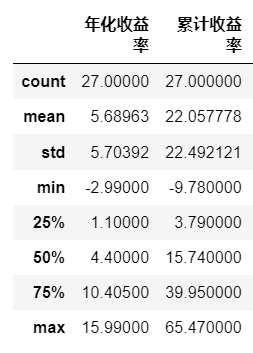 年化收益 累计收益
率 率
count 27.00000 27.000000
mean 5.68963 22.057778
std 5.70392 22.492121
min -2.99000 -9.780000
25% 1.10000 3.790000
50% 4.40000 15.740000
75% 10.40500 39.950000
max 15.99000 65.470000